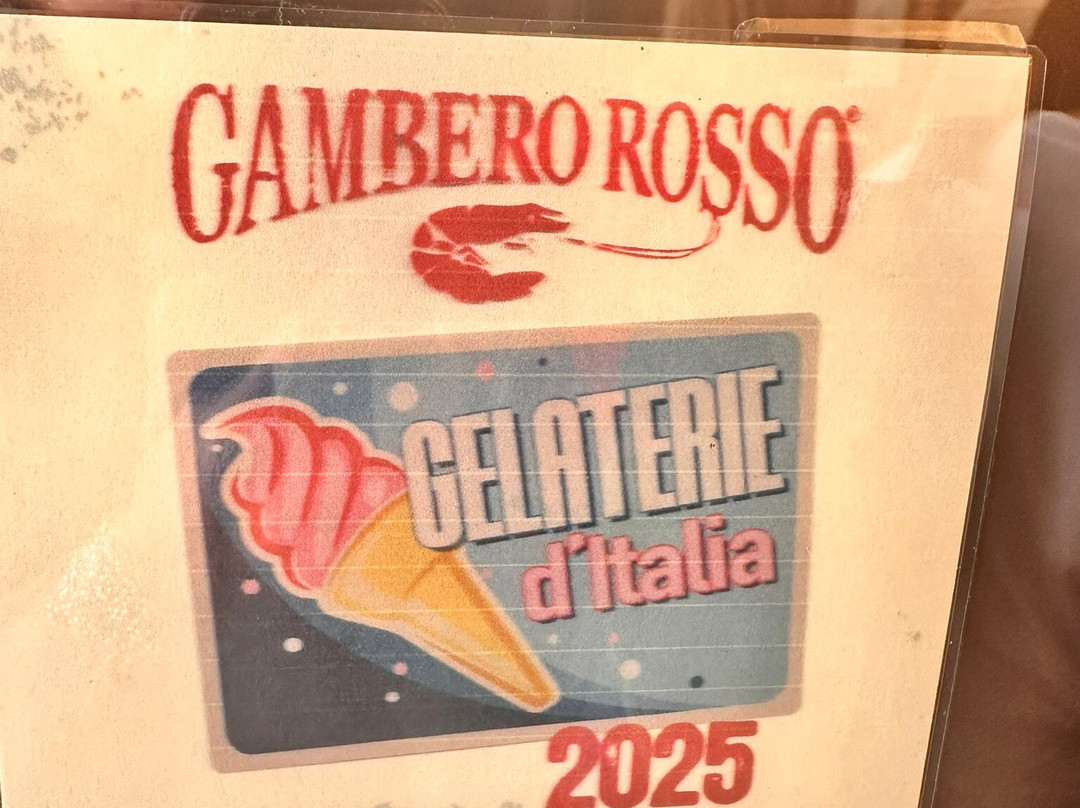 GAMBERO ROSSO®
GELATERIE
d'Italia
2025